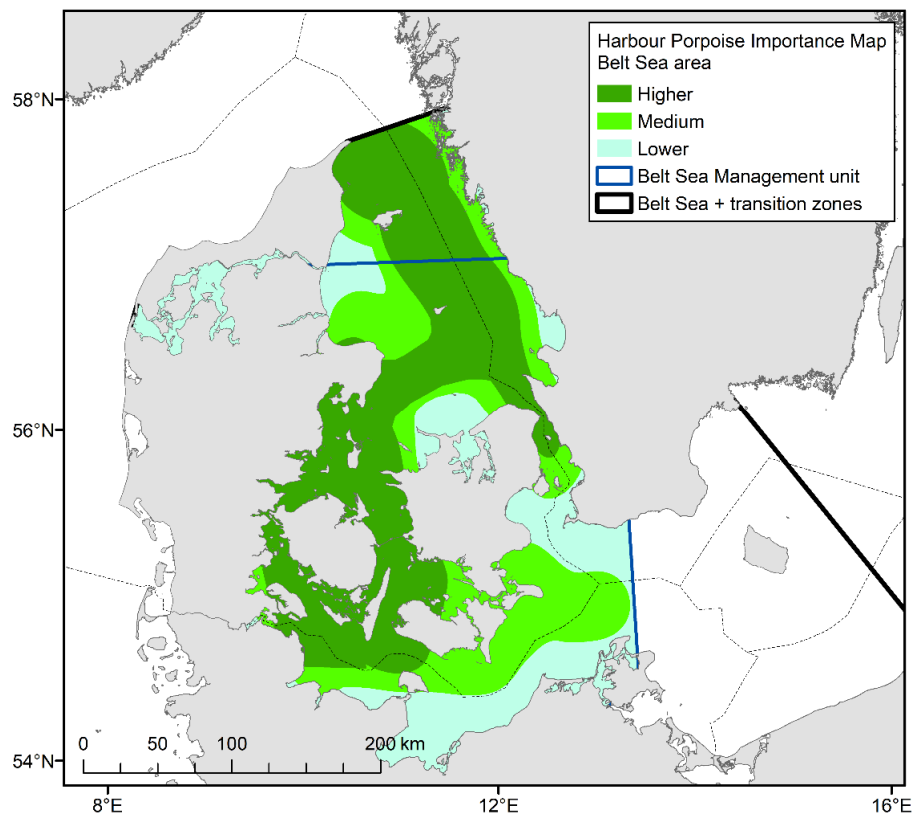 Harbour Porpoise Importance Map
Belt Sea area
Higher
Medium
Lower
Belt Sea Management unit
Belt Sea + transition zones
58°N
56°N
54°N
0 50 100 200 km
8°E 12°E 16°E